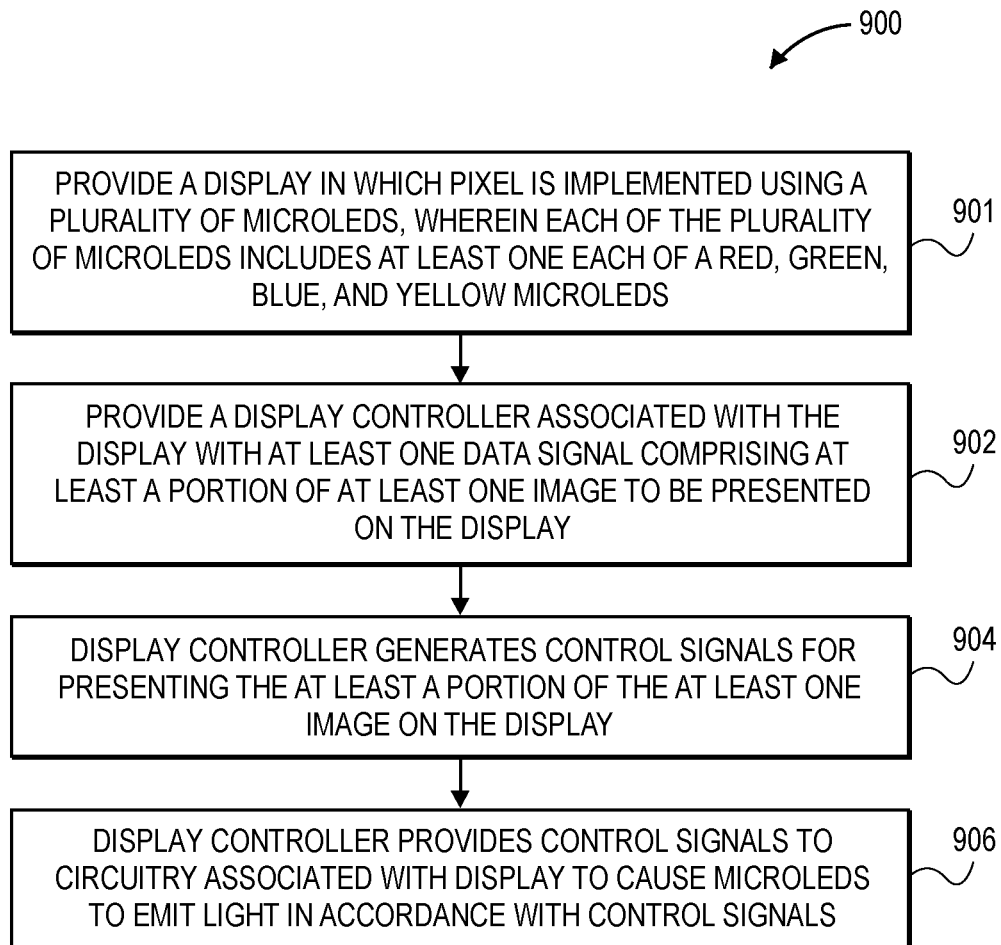 900
PROVIDE A DISPLAY IN WHICH PIXEL IS IMPLEMENTED USING A
PLURALITY OF MICROLEDS, WHEREIN EACH OF THE PLURALITY
OF MICROLEDS INCLUDES AT LEAST ONE EACH OF A RED, GREEN,
BLUE, AND YELLOW MICROLEDS
901
PROVIDE A DISPLAY CONTROLLER ASSOCIATED WITH THE
DISPLAY WITH AT LEAST ONE DATA SIGNAL COMPRISING AT
LEAST A PORTION OF AT LEAST ONE IMAGE TO BE PRESENTED
ON THE DISPLAY
902
DISPLAY CONTROLLER GENERATES CONTROL SIGNALS FOR
PRESENTING THE AT LEAST A PORTION OF THE AT LEAST ONE
IMAGE ON THE DISPLAY
904
DISPLAY CONTROLLER PROVIDES CONTROL SIGNALS TO
CIRCUITRY ASSOCIATED WITH DISPLAY TO CAUSE MICROLEDS
TO EMIT LIGHT IN ACCORDANCE WITH CONTROL SIGNALS
906